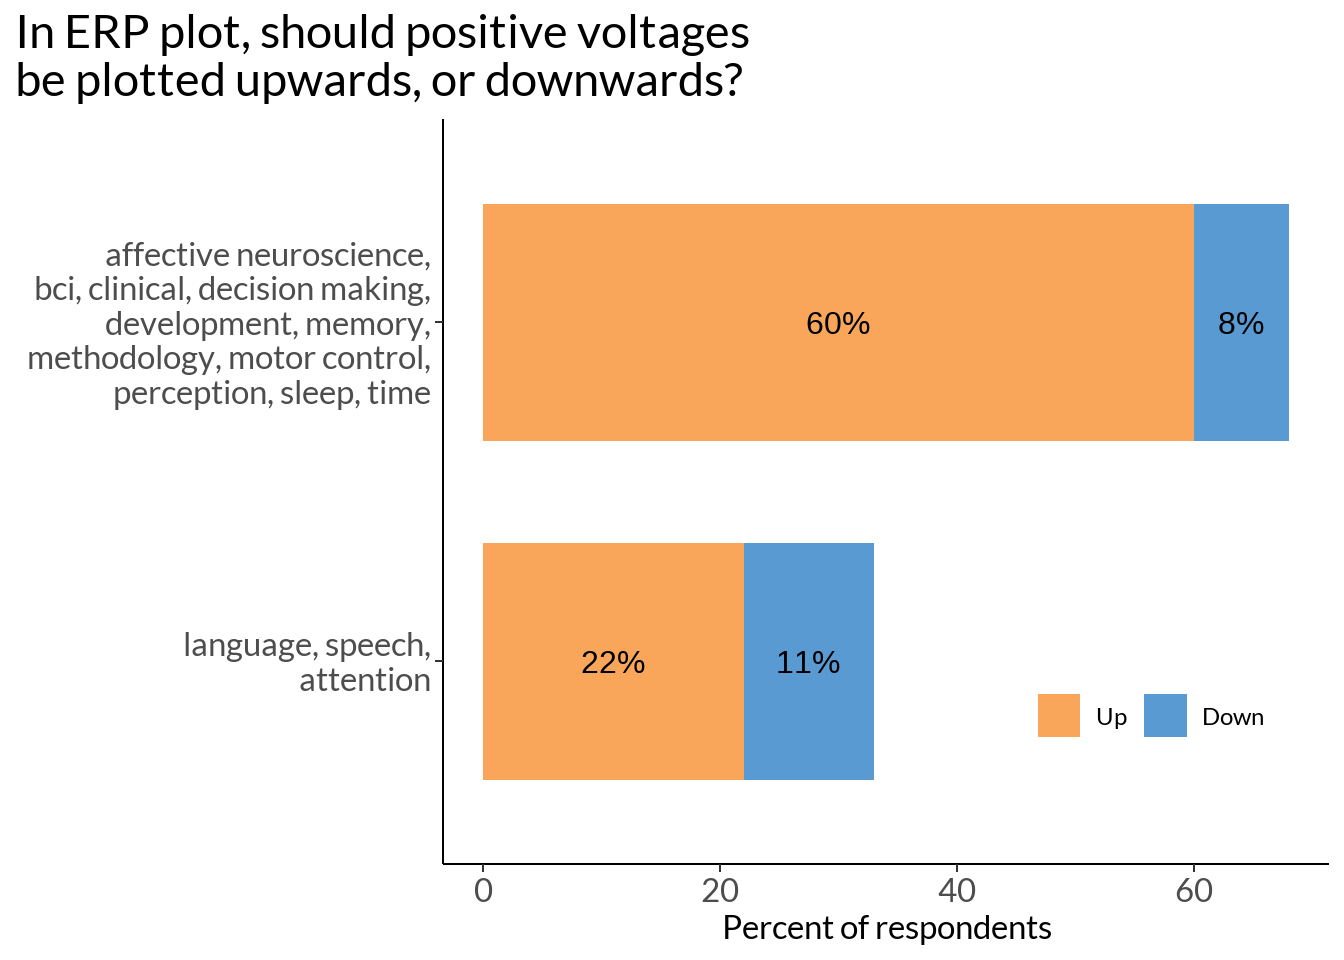 In ERP plot, should positive voltages
be plotted upwards, or downwards?
affective neuroscience,
bci, clinical, decision making,
development, memory,
methodology, motor control,
perception, sleep, time
60%
8%
language, speech,
attention
22%
11%
Up
Down
0
20
40
60
Percent of respondents